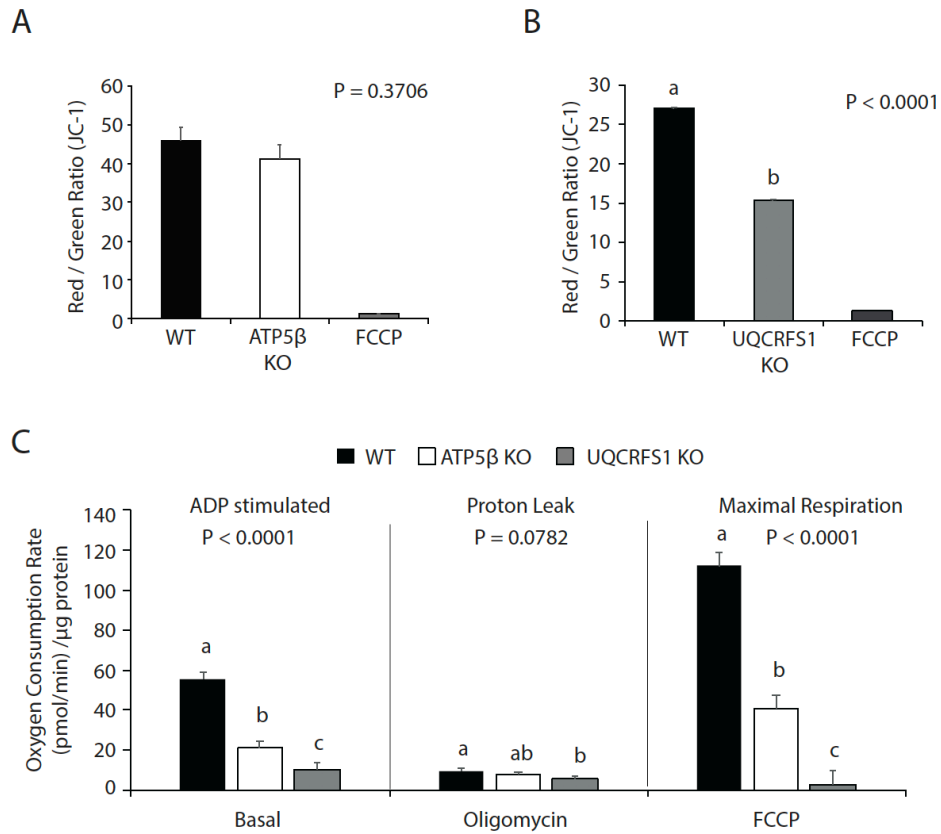 A
Red / Green Ratio (JC-1)
60
50
40
30
20
10
0
P = 0.3706
WT
ATP5β
KO
FCCP
B
Red / Green Ratio (JC-1)
30
25
20
15
10
5
0
a
b
P < 0.0001
WT
UQCRFS1
KO
FCCP
C
WT ATP5β KO UQCRFS1 KO
Oxygen Consumption Rate
(pmol/min) /µg protein
140
120
100
80
60
40
20
0
ADP stimulated
P < 0.0001
a
b
c
Basal
Proton Leak
P = 0.0782
a
ab
b
Oligomycin
Maximal Respiration
P < 0.0001
a
b
c
FCCP